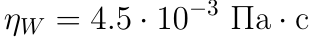 η_W = 4.5 · 10⁻³ Па · с